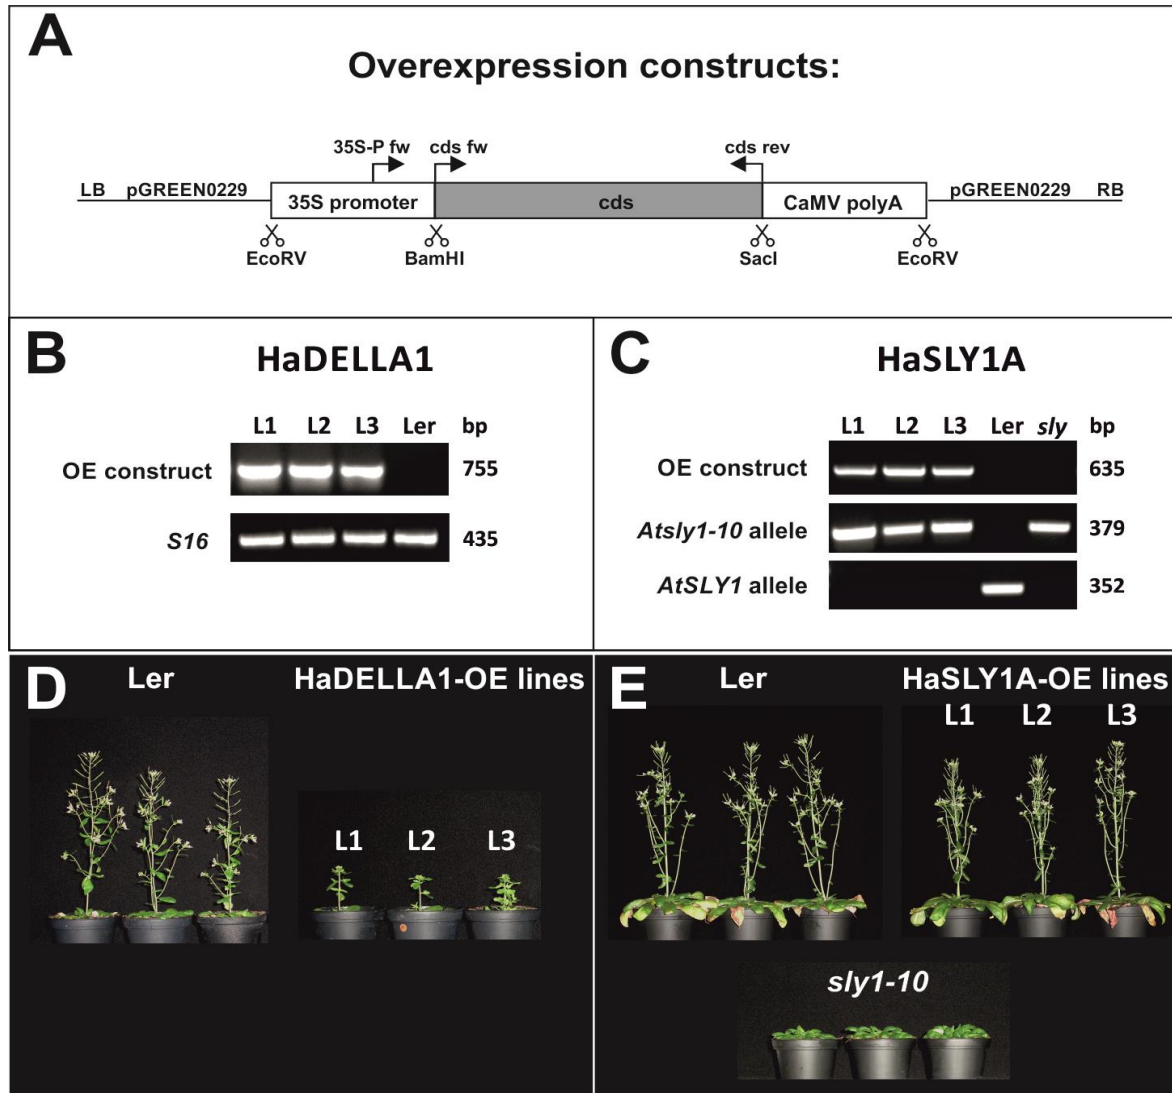 A
Overexpression constructs:
35S-P fw cds fw cds rev
LB pGREEN0229 pGREEN0229 RB
35S promoter cds CaMV polyA
EcoRV BamHI SacI EcoRV
B
HaDELLA1
L1 L2 L3 Ler bp
OE construct 755
S16 435
C
HaSLY1A
L1 L2 L3 Ler sly bp
OE construct 635
Atsly1-10 allele 379
AtSLY1 allele 352
D
Ler HaDELLA1-OE lines
L1 L2 L3
E
Ler HaSLY1A-OE lines
L1 L2 L3
sly1-10